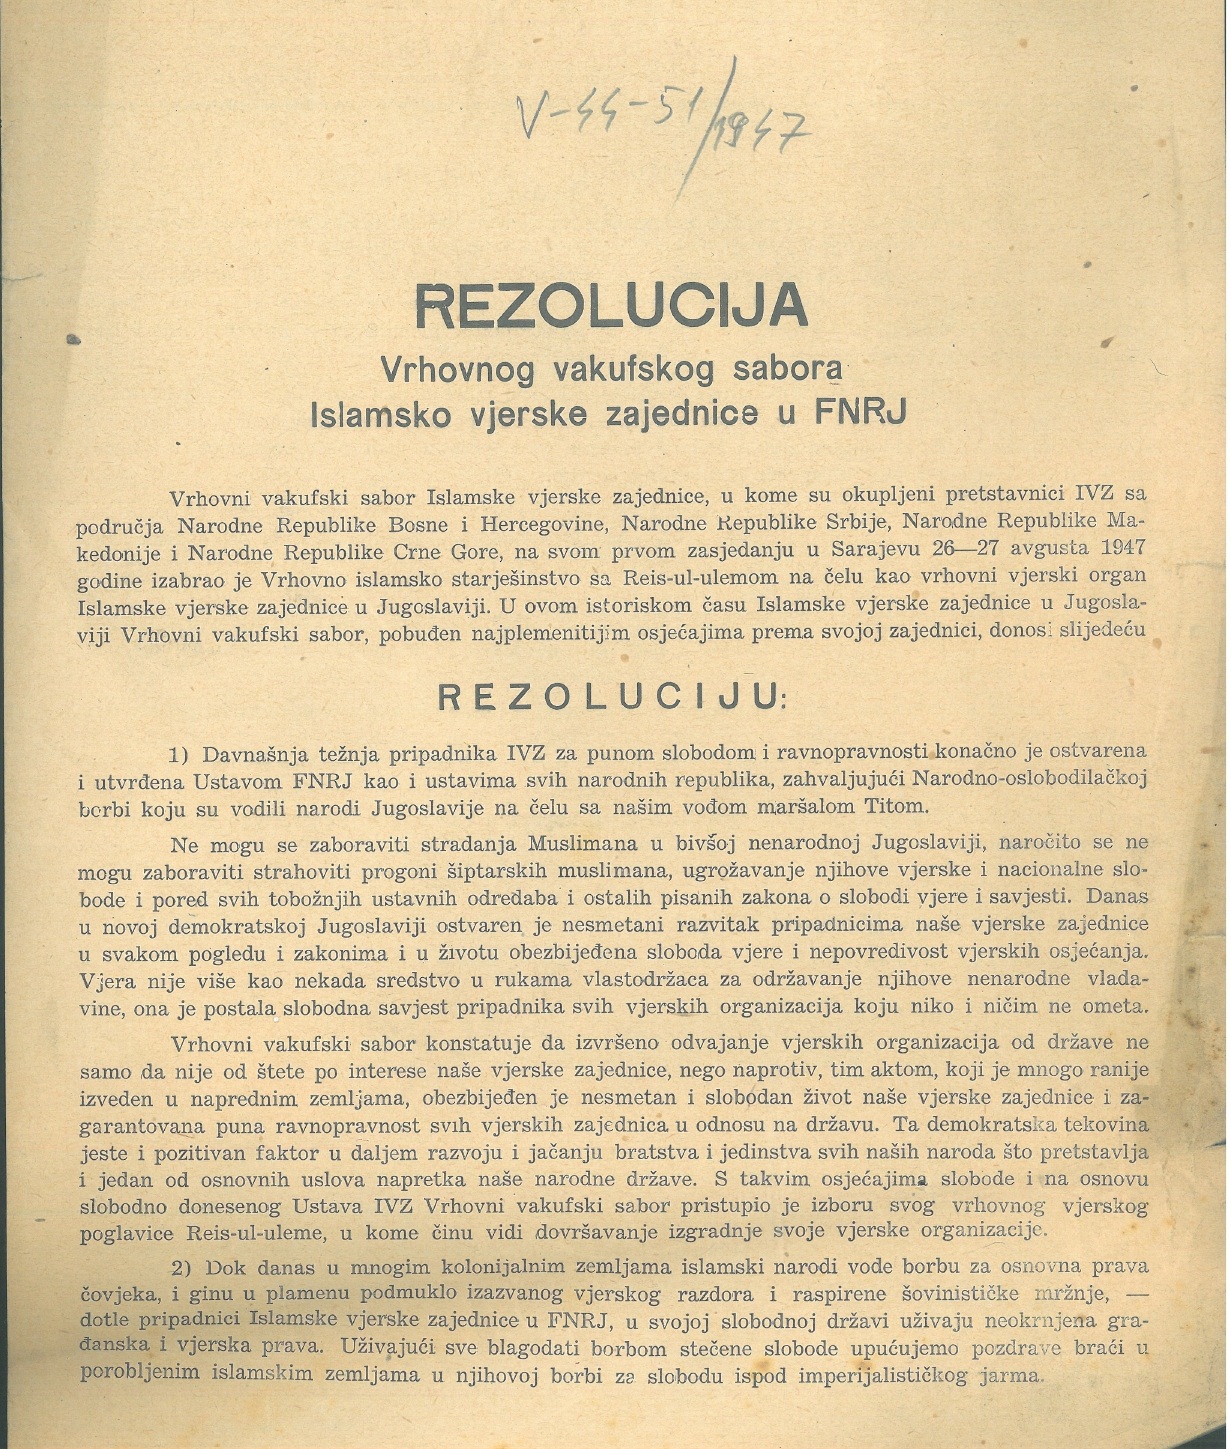 V-44-51/1947
REZOLUCIJA
Vrhovnog vakufskog sabora
Islamsko vjerske zajednice u FNRJ
Vrhovni vakufski sabor Islamske vjerske zajednice, u kome su okupljeni pretstavnici IVZ sa
područja Narodne Republike Bosne i Hercegovine, Narodne Republike Srbije, Narodne Republike Ma-
kedonije i Narodne Republike Crne Gore, na svom prvom zasjedanju u Sarajevu 26—27 avgusta 1947
godine izabrao je Vrhovno islamsko starješinstvo sa Reis-ul-ulemom na čelu kao vrhovni vjerski organ
Islamske vjerske zajednice u Jugoslaviji. U ovom istoriskom času Islamske vjerske zajednice u Jugosla-
viji Vrhovni vakufski sabor, pobuđen najplemenitijim osjećajima prema svojoj zajednici, donosi slijedeću
REZOLUCIJU:
1) Davnašnja težnja pripadnika IVZ za punom slobodom i ravnopravnosti konačno je ostvarena
i utvrđena Ustavom FNRJ kao i ustavima svih narodnih republika, zahvaljujući Narodno-oslobodilačkoj
borbi koju su vodili narodi Jugoslavije na čelu sa našim vođom maršalom Titom.
Ne mogu se zaboraviti stradanja Muslimana u bivšoj nenarodnoj Jugoslaviji, naročito se ne
mogu zaboraviti strahoviti progoni šiptarskih muslimana, ugrožavanje njihove vjerske i nacionalne slo-
bode i pored svih tobožnjih ustavnih odredaba i ostalih pisanih zakona o slobodi vjere i savjesti. Danas
u novoj demokratskoj Jugoslaviji ostvaren je nesmetani razvitak pripadnicima naše vjerske zajednice
u svakom pogledu i zakonima i u životu obezbijeđena sloboda vjere i nepovredivost vjerskih osjećanja.
Vjera nije više kao nekada sredstvo u rukama vlastodržaca za održavanje njihove nenarodne vlada-
vine, ona je postala slobodna savjest pripadnika svih vjerskih organizacija koju niko i ničim ne ometa.
Vrhovni vakufski sabor konstatuje da izvršeno odvajanje vjerskih organizacija od države ne
samo da nije od štete po interese naše vjerske zajednice, nego naprotiv, tim aktom, koji je mnogo ranije
izveden u naprednim zemljama, obezbijeđen je nesmetan i slobodan život naše vjerske zajednice i za-
garantovana puna ravnopravnost svih vjerskih zajednica u odnosu na državu. Ta demokratska tekovina
jeste i pozitivan faktor u daljem razvoju i jačanju bratstva i jedinstva svih naših naroda što pretstavlja
i jedan od osnovnih uslova napretka naše narodne države. S takvim osjećajima slobode i na osnovu
slobodno donesenog Ustava IVZ Vrhovni vakufski sabor pristupio je izboru svog vrhovnog vjerskog
poglavice Reis-ul-uleme, u kome činu vidi dovršavanje izgradnje svoje vjerske organizacije.
2) Dok danas u mnogim kolonijalnim zemljama islamski narodi vode borbu za osnovna prava
čovjeka, i ginu u plamenu podmuklo izazvanog vjerskog razdora i raspirene šovinističke mržnje, —
dotle pripadnici Islamske vjerske zajednice u FNRJ, u svojoj slobodnoj državi uživaju neokrnjena gra-
đanska i vjerska prava. Uživajući sve blagodati borbom stečene slobode upućujemo pozdrave braći u
porobljenim islamskim zemljama u njihovoj borbi za slobodu ispod imperijalističkog jarma.